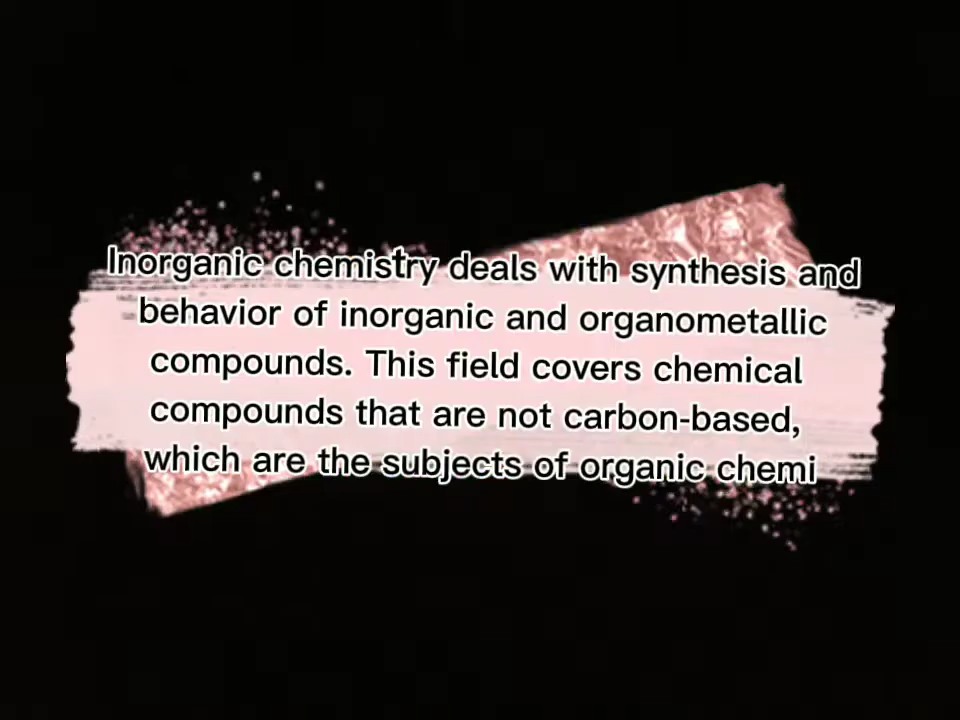 Inorganic chemistry deals with synthesis and
behavior of inorganic and organometallic
compounds. This field covers chemical
compounds that are not carbon-based,
which are the subjects of organic chemi